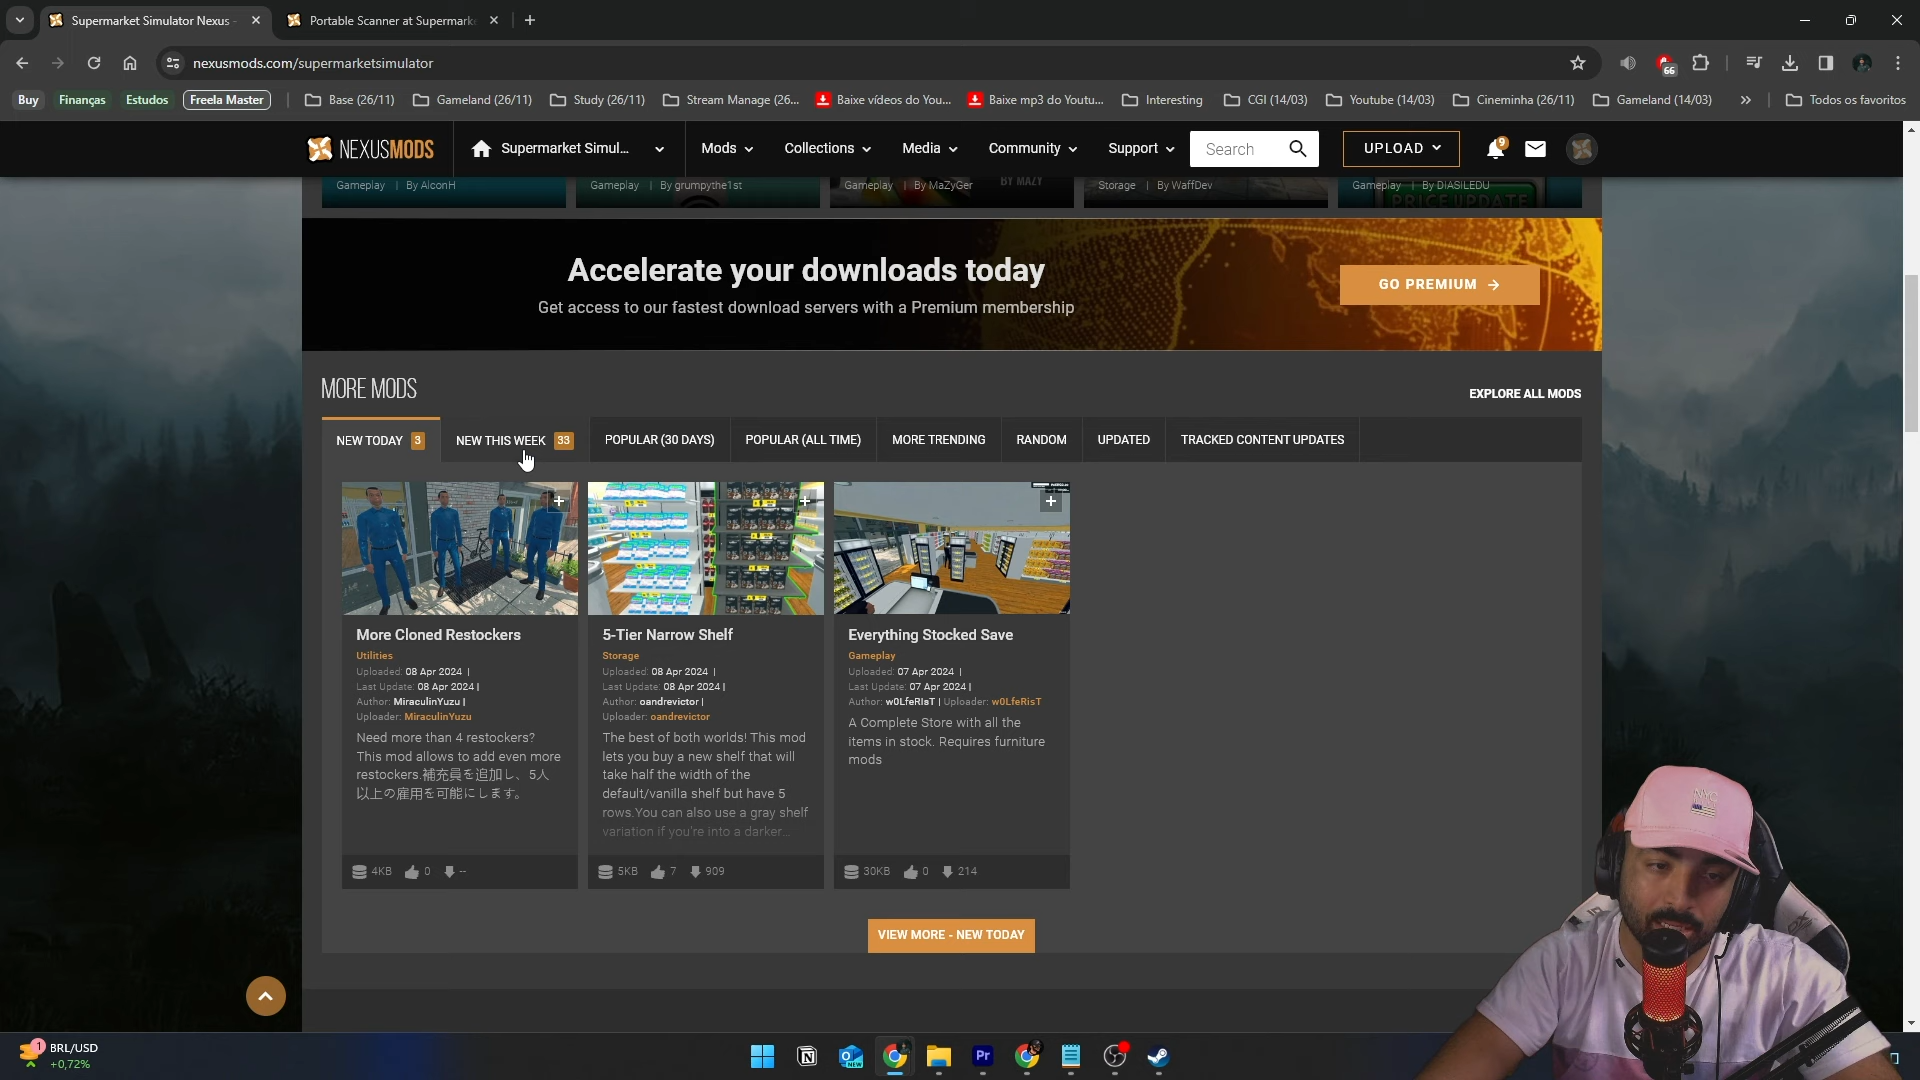 Supermarket Simulator Nexus -
Portable Scanner at Supermarke
nexusmods.com/supermarketsimulator
66
Buy
Finanças
Estudos
Freela Master
Base (26/11)
Gameland (26/11)
Study (26/11)
Stream Manage (26...
Baixe vídeos do You...
Baixe mp3 do Youtu...
Interesting
CGI (14/03)
Youtube (14/03)
Cineminha (26/11)
Gameland (14/03)
Todos os favoritos
NEXUSMODS
Supermarket Simul...
Mods
Collections
Media
Community
Support
Search
UPLOAD
9
Gameplay | By AlconH
Gameplay | By grumpythe1st
Gameplay | By MaZyGer
BY MAZY
Storage | By WaffDev
Gameplay | By DiASiLEDU
PRICE UPDATE
Accelerate your downloads today
Get access to our fastest download servers with a Premium membership
GO PREMIUM
MORE MODS
EXPLORE ALL MODS
NEW TODAY 3
NEW THIS WEEK 33
POPULAR (30 DAYS)
POPULAR (ALL TIME)
MORE TRENDING
RANDOM
UPDATED
TRACKED CONTENT UPDATES
More Cloned Restockers
Utilities
Uploaded: 08 Apr 2024 |
Last Update: 08 Apr 2024 |
Author: MiraculinYuzu |
Uploader: MiraculinYuzu
Need more than 4 restockers?
This mod allows to add even more
restockers.補充員を追加し、5人
以上の雇用を可能にします。
4KB 0 --
5-Tier Narrow Shelf
Storage
Uploaded: 08 Apr 2024 |
Last Update: 08 Apr 2024 |
Author: oandrevictor |
Uploader: oandrevictor
The best of both worlds! This mod
lets you buy a new shelf that will
take half the width of the
default/vanilla shelf but have 5
rows.You can also use a gray shelf
variation if you're into a darker...
5KB 7 909
Everything Stocked Save
Gameplay
Uploaded: 07 Apr 2024 |
Last Update: 07 Apr 2024 |
Author: w0LfeRIsT | Uploader: w0LfeRisT
A Complete Store with all the
items in stock. Requires furniture
mods
30KB 0 214
VIEW MORE - NEW TODAY
NYC
1
BRL/USD
+0,72%
NEW
Pr